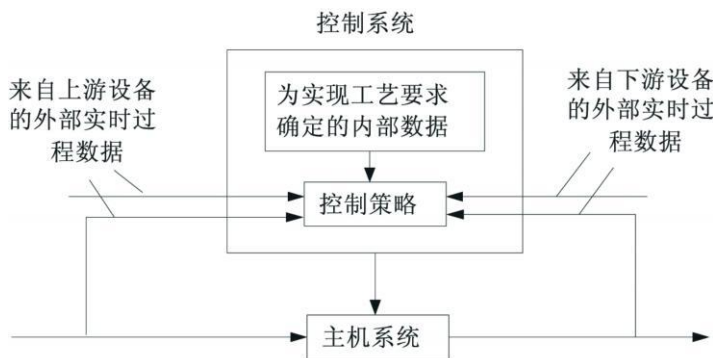 控制系统
来自上游设备
的外部实时过
程数据
为实现工艺要求
确定的内部数据
来自下游设备
的外部实时过
程数据
控制策略
主机系统